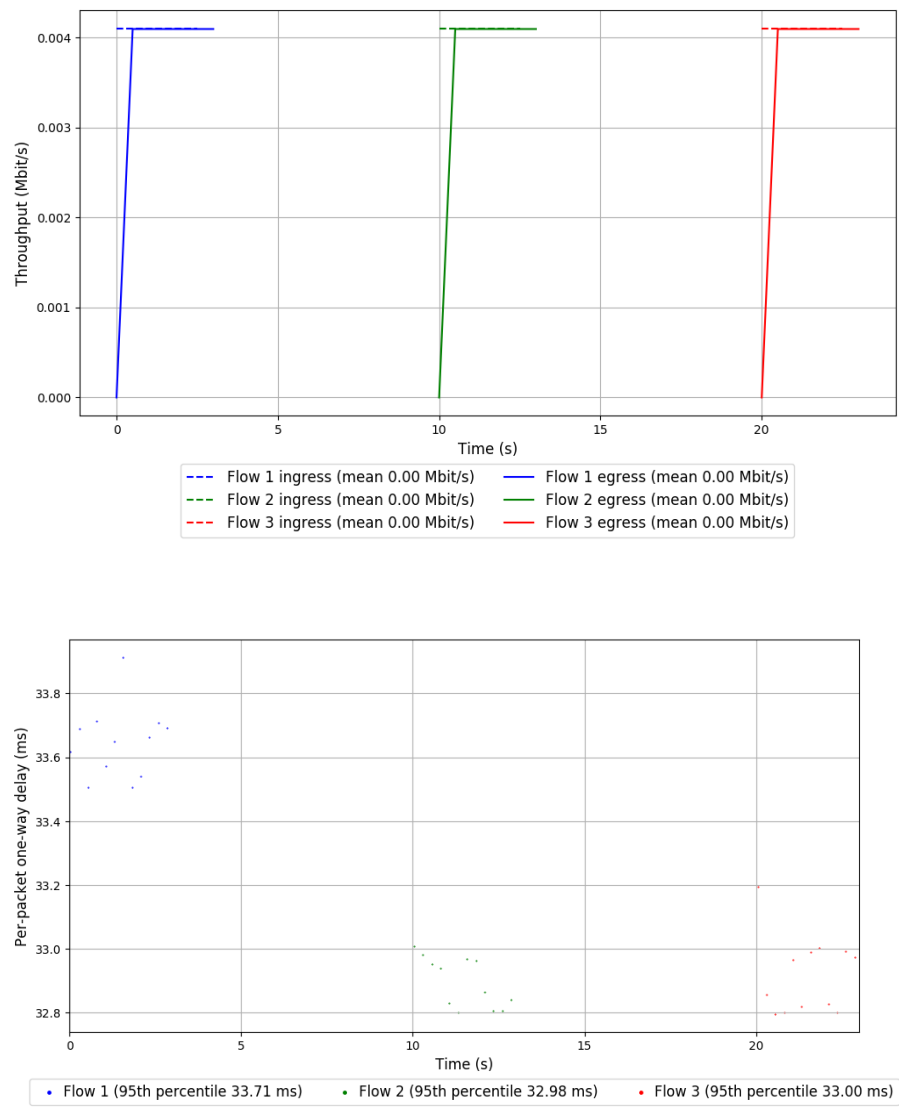 0.004
0.003
0.002
0.001
0.000
Throughput (Mbit/s)
0 5 10 15 20
Time (s)
Flow 1 ingress (mean 0.00 Mbit/s) Flow 1 egress (mean 0.00 Mbit/s)
Flow 2 ingress (mean 0.00 Mbit/s) Flow 2 egress (mean 0.00 Mbit/s)
Flow 3 ingress (mean 0.00 Mbit/s) Flow 3 egress (mean 0.00 Mbit/s)
33.8
33.6
33.4
33.2
33.0
32.8
Per-packet one-way delay (ms)
0 5 10 15 20
Time (s)
Flow 1 (95th percentile 33.71 ms) Flow 2 (95th percentile 32.98 ms) Flow 3 (95th percentile 33.00 ms)